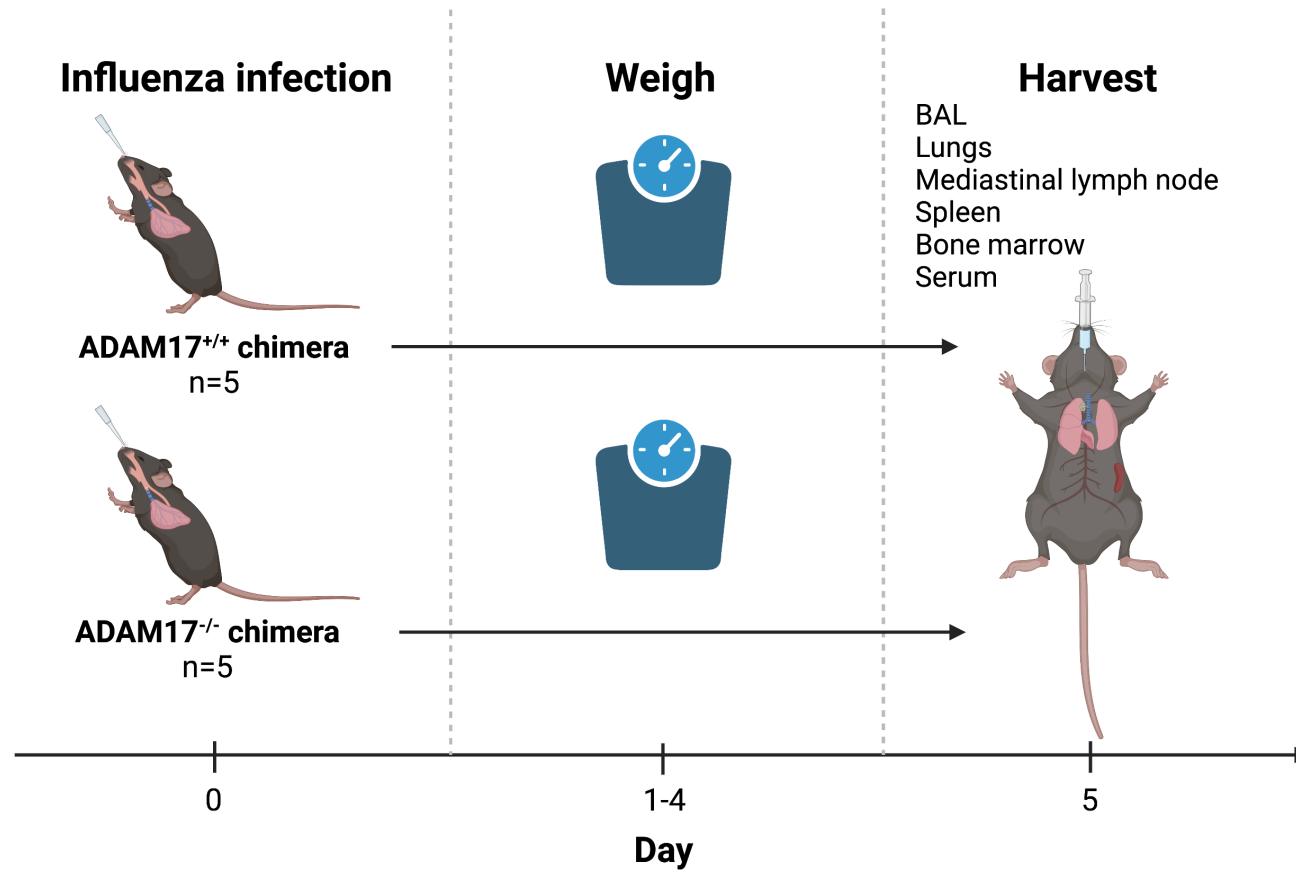 Influenza infection
Weigh
Harvest
BAL
Lungs
Mediastinal lymph node
Spleen
Bone marrow
Serum
ADAM17+/+ chimera
n=5
ADAM17-/- chimera
n=5
0
1-4
5
Day